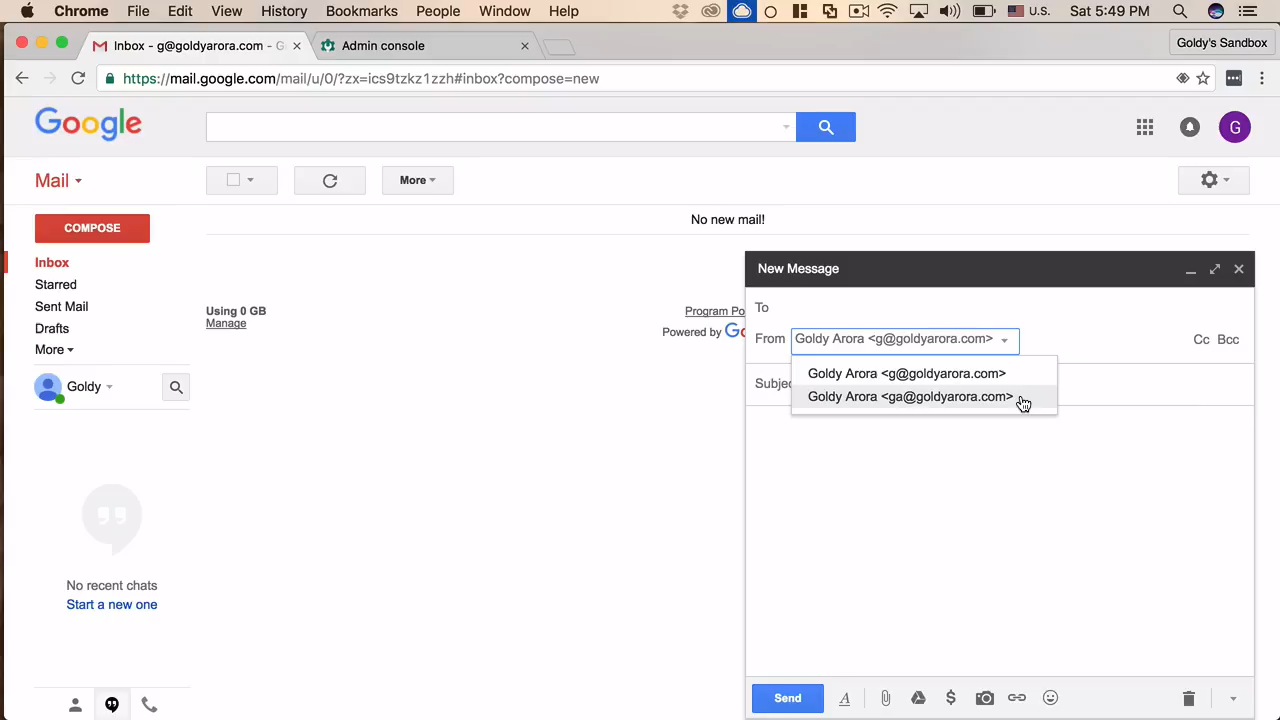 Chrome File Edit View History Bookmarks People Window Help U.S. Sat 5:49 PM
Inbox - g@goldyarora.com - G
Admin console
Goldy's Sandbox
https://mail.google.com/mail/u/0/?zx=ics9tzkz1zzh#inbox?compose=new
Google
G
Mail
More
No new mail!
COMPOSE
Inbox
Starred
Sent Mail
Drafts
More
Goldy
Using 0 GB
Manage
Program Po
Powered by Go
New Message
To
From Goldy Arora <g@goldyarora.com>
Cc Bcc
Goldy Arora <g@goldyarora.com>
Goldy Arora <ga@goldyarora.com>
Subjec
No recent chats
Start a new one
Send